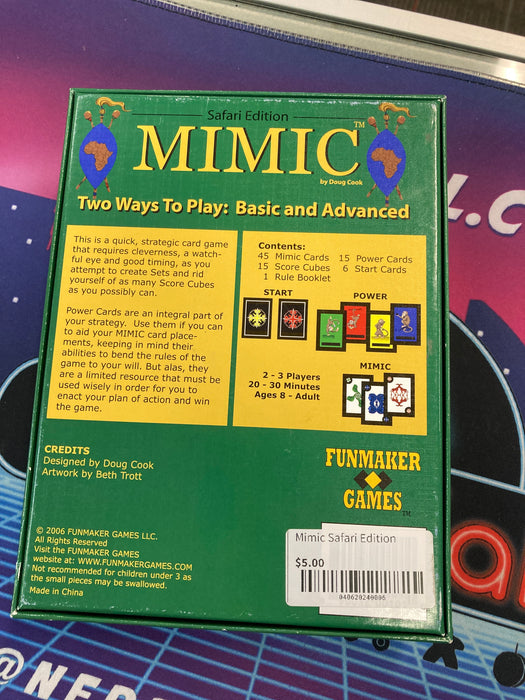 Safari Edition
MIMIC™
by Doug Cook
Two Ways To Play: Basic and Advanced
This is a quick, strategic card game
that requires cleverness, a watch-
ful eye and good timing, as you
attempt to create Sets and rid
yourself of as many Score Cubes
as you possibly can.
Power Cards are an integral part of
your strategy. Use them if you can
to aid your MIMIC card place-
ments, keeping in mind their
abilities to bend the rules of the
game to your will. But alas, they
are a limited resource that must be
used wisely in order for you to
enact your plan of action and win
the game.
Contents:
45 Mimic Cards 15 Power Cards
15 Score Cubes 6 Start Cards
1 Rule Booklet
START
POWER
2 - 3 Players
20 - 30 Minutes
Ages 8 - Adult
MIMIC
CREDITS
Designed by Doug Cook
Artwork by Beth Trott
FUNMAKER
GAMES™
© 2006 FUNMAKER GAMES LLC.
All Rights Reserved
Visit the FUNMAKER GAMES
website at: WWW.FUNMAKERGAMES.COM
Not recommended for children under 3 as
the small pieces may be swallowed.
Made in China
Mimic Safari Edition
$5.00
L.C
@NER